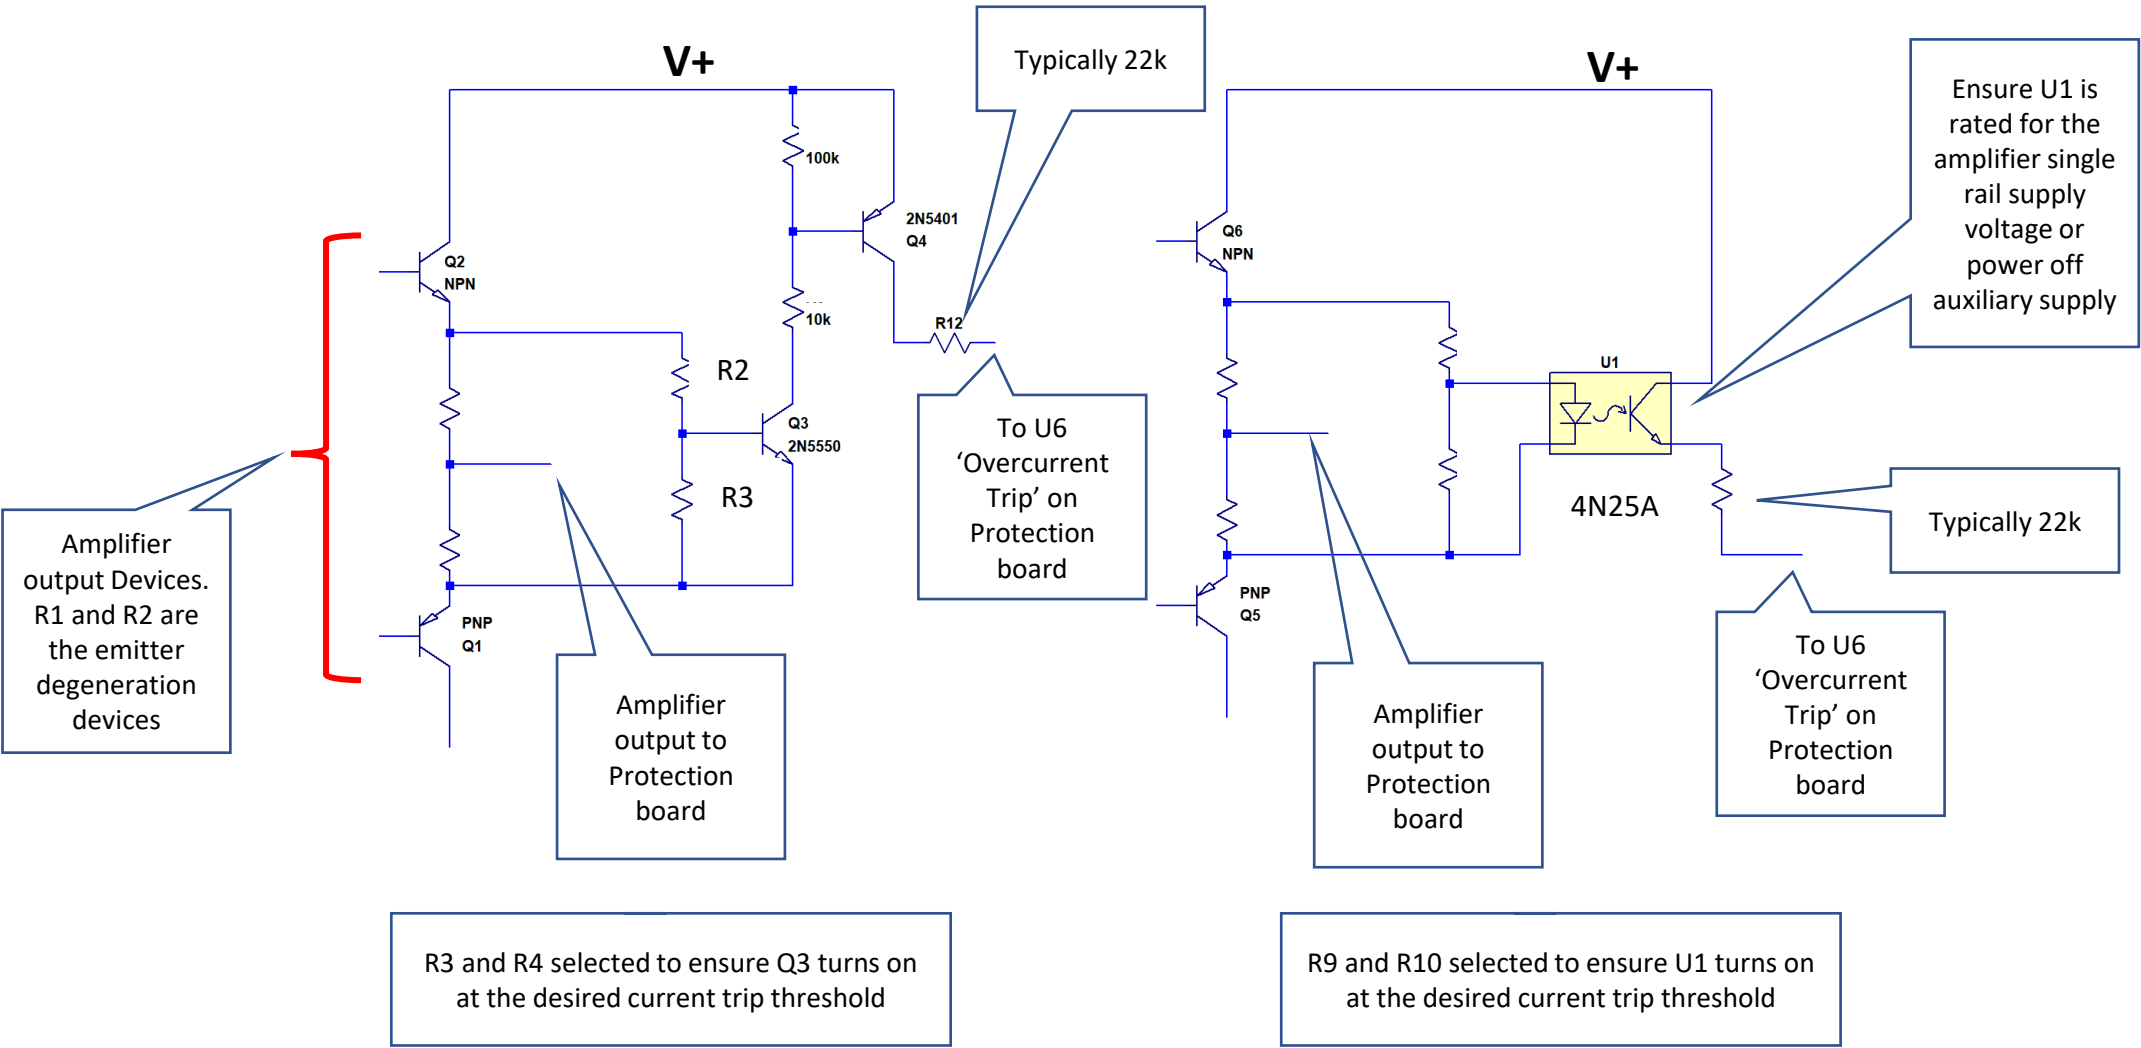 V+
Typically 22k
100k
2N5401
Q4
Q2
NPN
10k
R12
R2
Q3
2N5550
R3
To U6
‘Overcurrent
Trip’ on
Protection
board
Amplifier
output Devices.
R1 and R2 are
the emitter
degeneration
devices
PNP
Q1
Amplifier
output to
Protection
board
R3 and R4 selected to ensure Q3 turns on
at the desired current trip threshold
V+
Ensure U1 is
rated for the
amplifier single
rail supply
voltage or
power off
auxiliary supply
Q6
NPN
U1
4N25A
Typically 22k
PNP
Q5
To U6
‘Overcurrent
Trip’ on
Protection
board
Amplifier
output to
Protection
board
R9 and R10 selected to ensure U1 turns on
at the desired current trip threshold